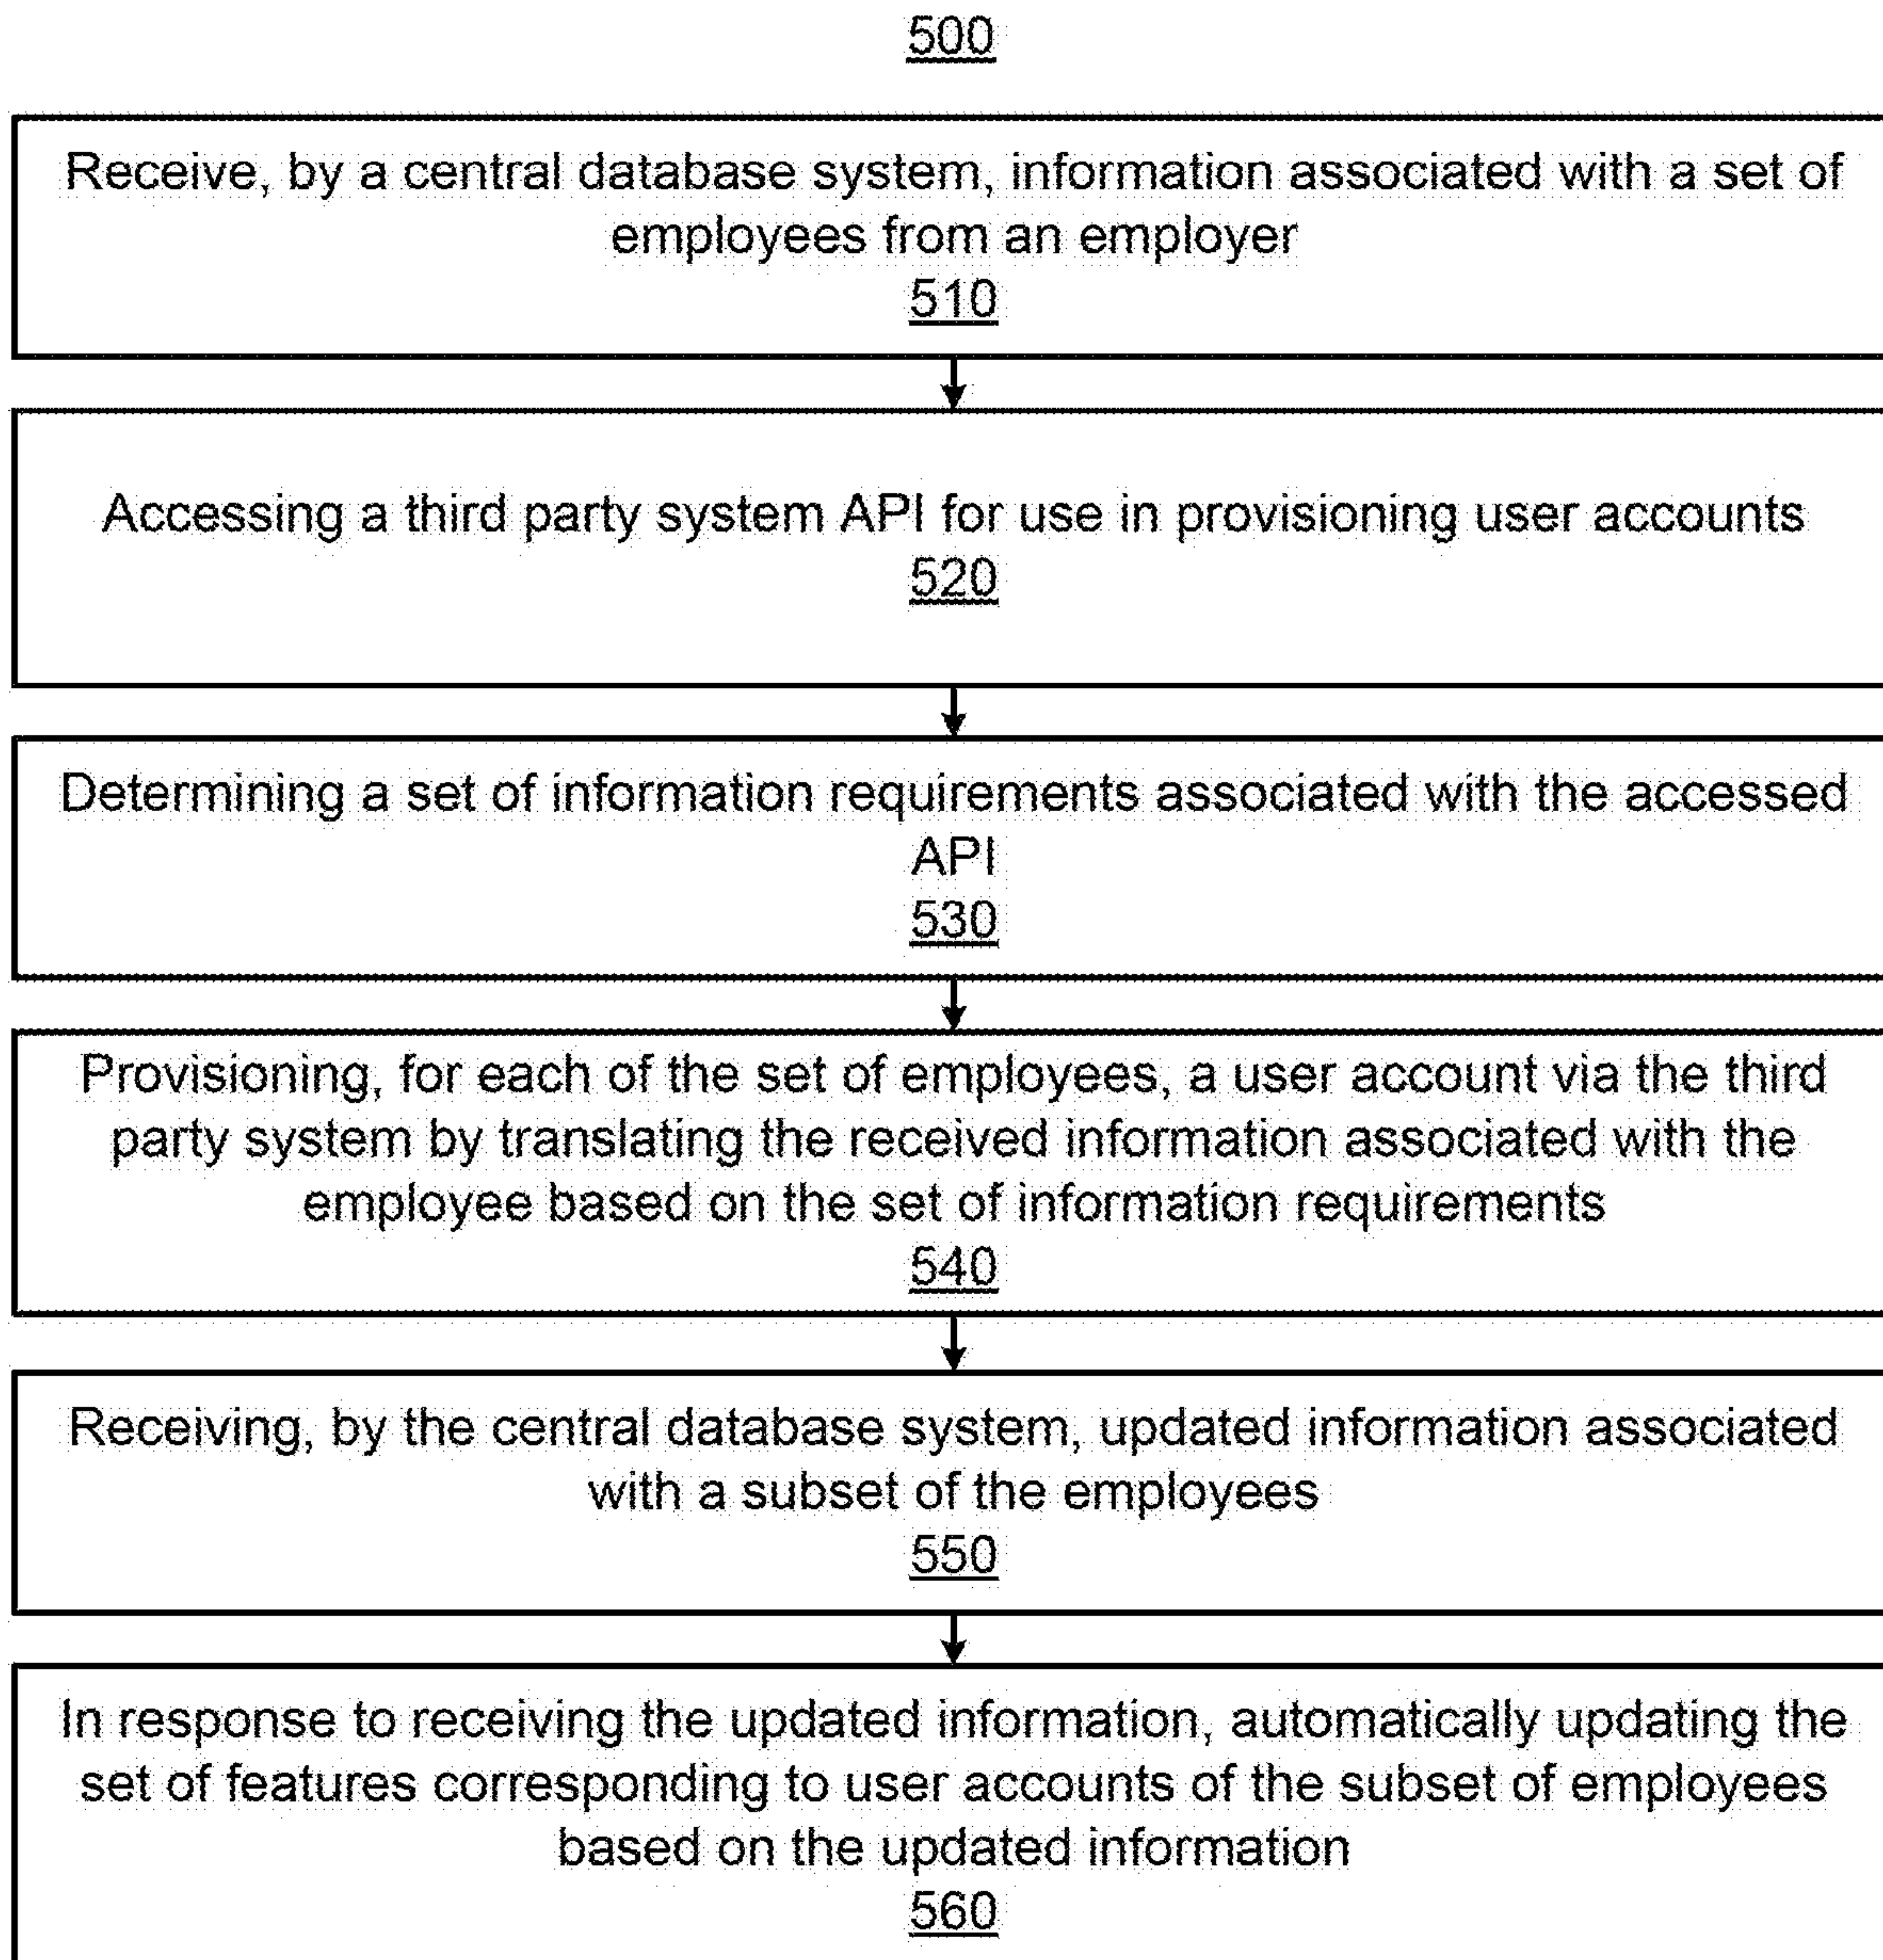 500
Receive, by a central database system, information associated with a set of
employees from an employer
510
Accessing a third party system API for use in provisioning user accounts
520
Determining a set of information requirements associated with the accessed
API
530
Provisioning, for each of the set of employees, a user account via the third
party system by translating the received information associated with the
employee based on the set of information requirements
540
Receiving, by the central database system, updated information associated
with a subset of the employees
550
In response to receiving the updated information, automatically updating the
set of features corresponding to user accounts of the subset of employees
based on the updated information
560